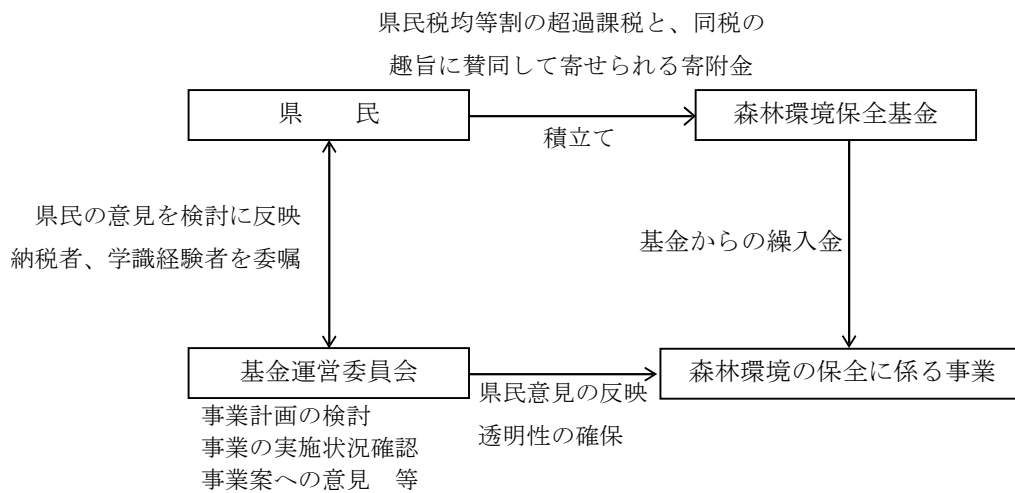 県民税均等割の超過課税と、同税の
趣旨に賛同して寄せられる寄附金
県　　民
森林環境保全基金
積立て
県民の意見を検討に反映
納税者、学識経験者を委嘱
基金からの繰入金
基金運営委員会
森林環境の保全に係る事業
県民意見の反映
透明性の確保
事業計画の検討
事業の実施状況確認
事業案への意見　等